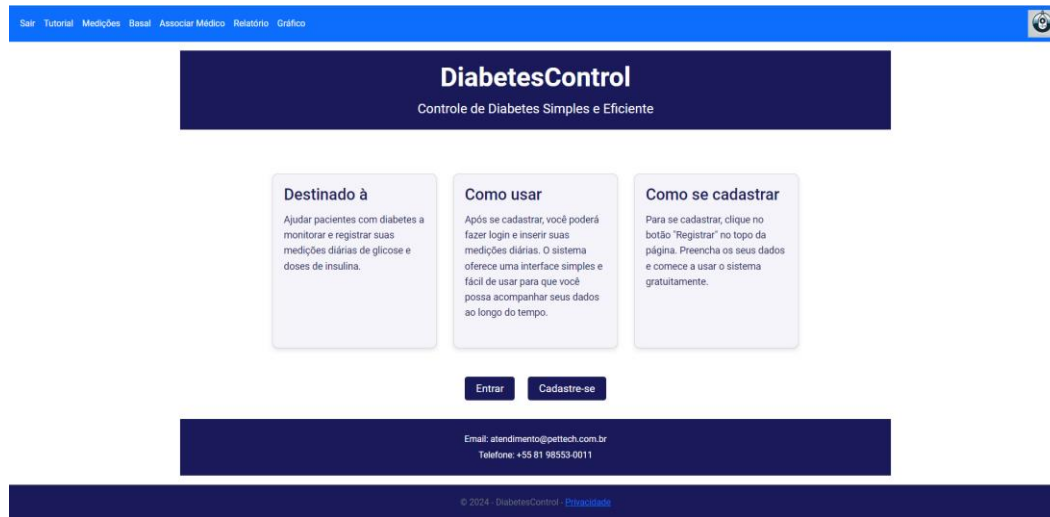 Sair Tutorial Medições Basal Associar Médico Relatório Gráfico
DiabetesControl
Controle de Diabetes Simples e Eficiente
Destinado à
Ajudar pacientes com diabetes a
monitorar e registrar suas
medições diárias de glicose e
doses de insulina.
Como usar
Após se cadastrar, você poderá
fazer login e inserir suas
medições diárias. O sistema
oferece uma interface simples e
fácil de usar para que você
possa acompanhar seus dados
ao longo do tempo.
Como se cadastrar
Para se cadastrar, clique no
botão "Registrar" no topo da
página. Preencha os seus dados
e comece a usar o sistema
gratuitamente.
Entrar Cadastre-se
Email: atendimento@pettech.com.br
Telefone: +55 81 98553-0011
© 2024 - DiabetesControl - Privacidade